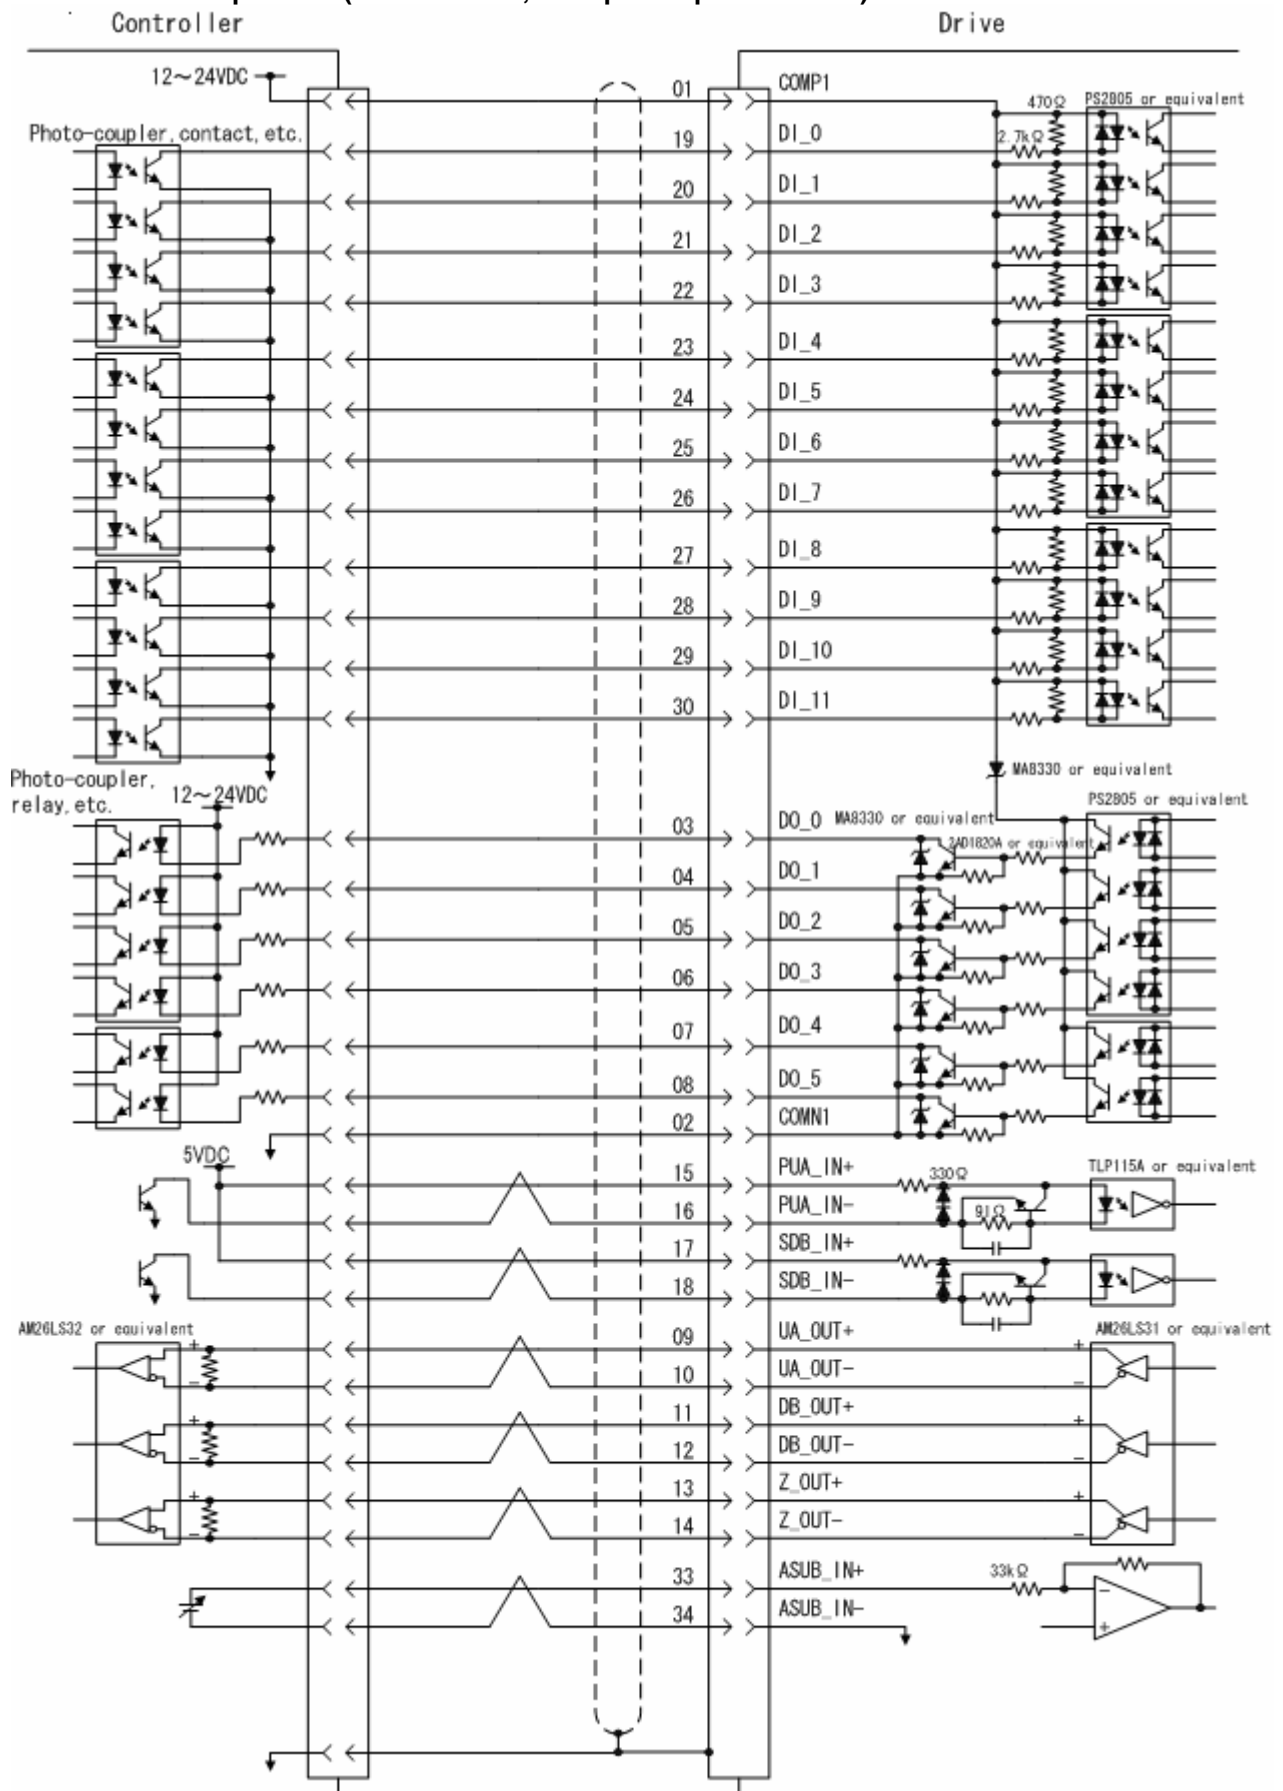 Controller
Drive
12~24VDC
01
COMP1
470Ω
PS2805 or equivalent
Photo-coupler, contact, etc.
19
DI_0
2.7kΩ
20
DI_1
21
DI_2
22
DI_3
23
DI_4
24
DI_5
25
DI_6
26
DI_7
27
DI_8
28
DI_9
29
DI_10
30
DI_11
MA8330 or equivalent
Photo-coupler,
relay, etc.
12~24VDC
PS2805 or equivalent
03
DO_0
MA8330 or equivalent
2AD1820A or equivalent
04
DO_1
05
DO_2
06
DO_3
07
DO_4
08
DO_5
02
COMN1
5VDC
15
PUA_IN+
330Ω
TLP115A or equivalent
16
PUA_IN-
91Ω
17
SDB_IN+
18
SDB_IN-
AM26LS32 or equivalent
09
UA_OUT+
AM26LS31 or equivalent
+
+
10
UA_OUT-
-
-
11
DB_OUT+
+
+
12
DB_OUT-
-
-
13
Z_OUT+
+
+
14
Z_OUT-
-
-
33
ASUB_IN+
33kΩ
-
34
ASUB_IN-
+